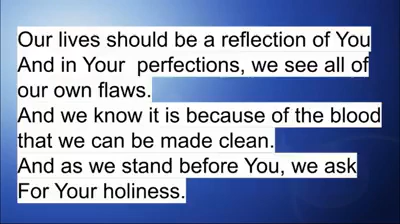 Our lives should be a reflection of You
And in Your  perfections, we see all of
our own flaws.
And we know it is because of the blood
that we can be made clean.
And as we stand before You, we ask
For Your holiness.